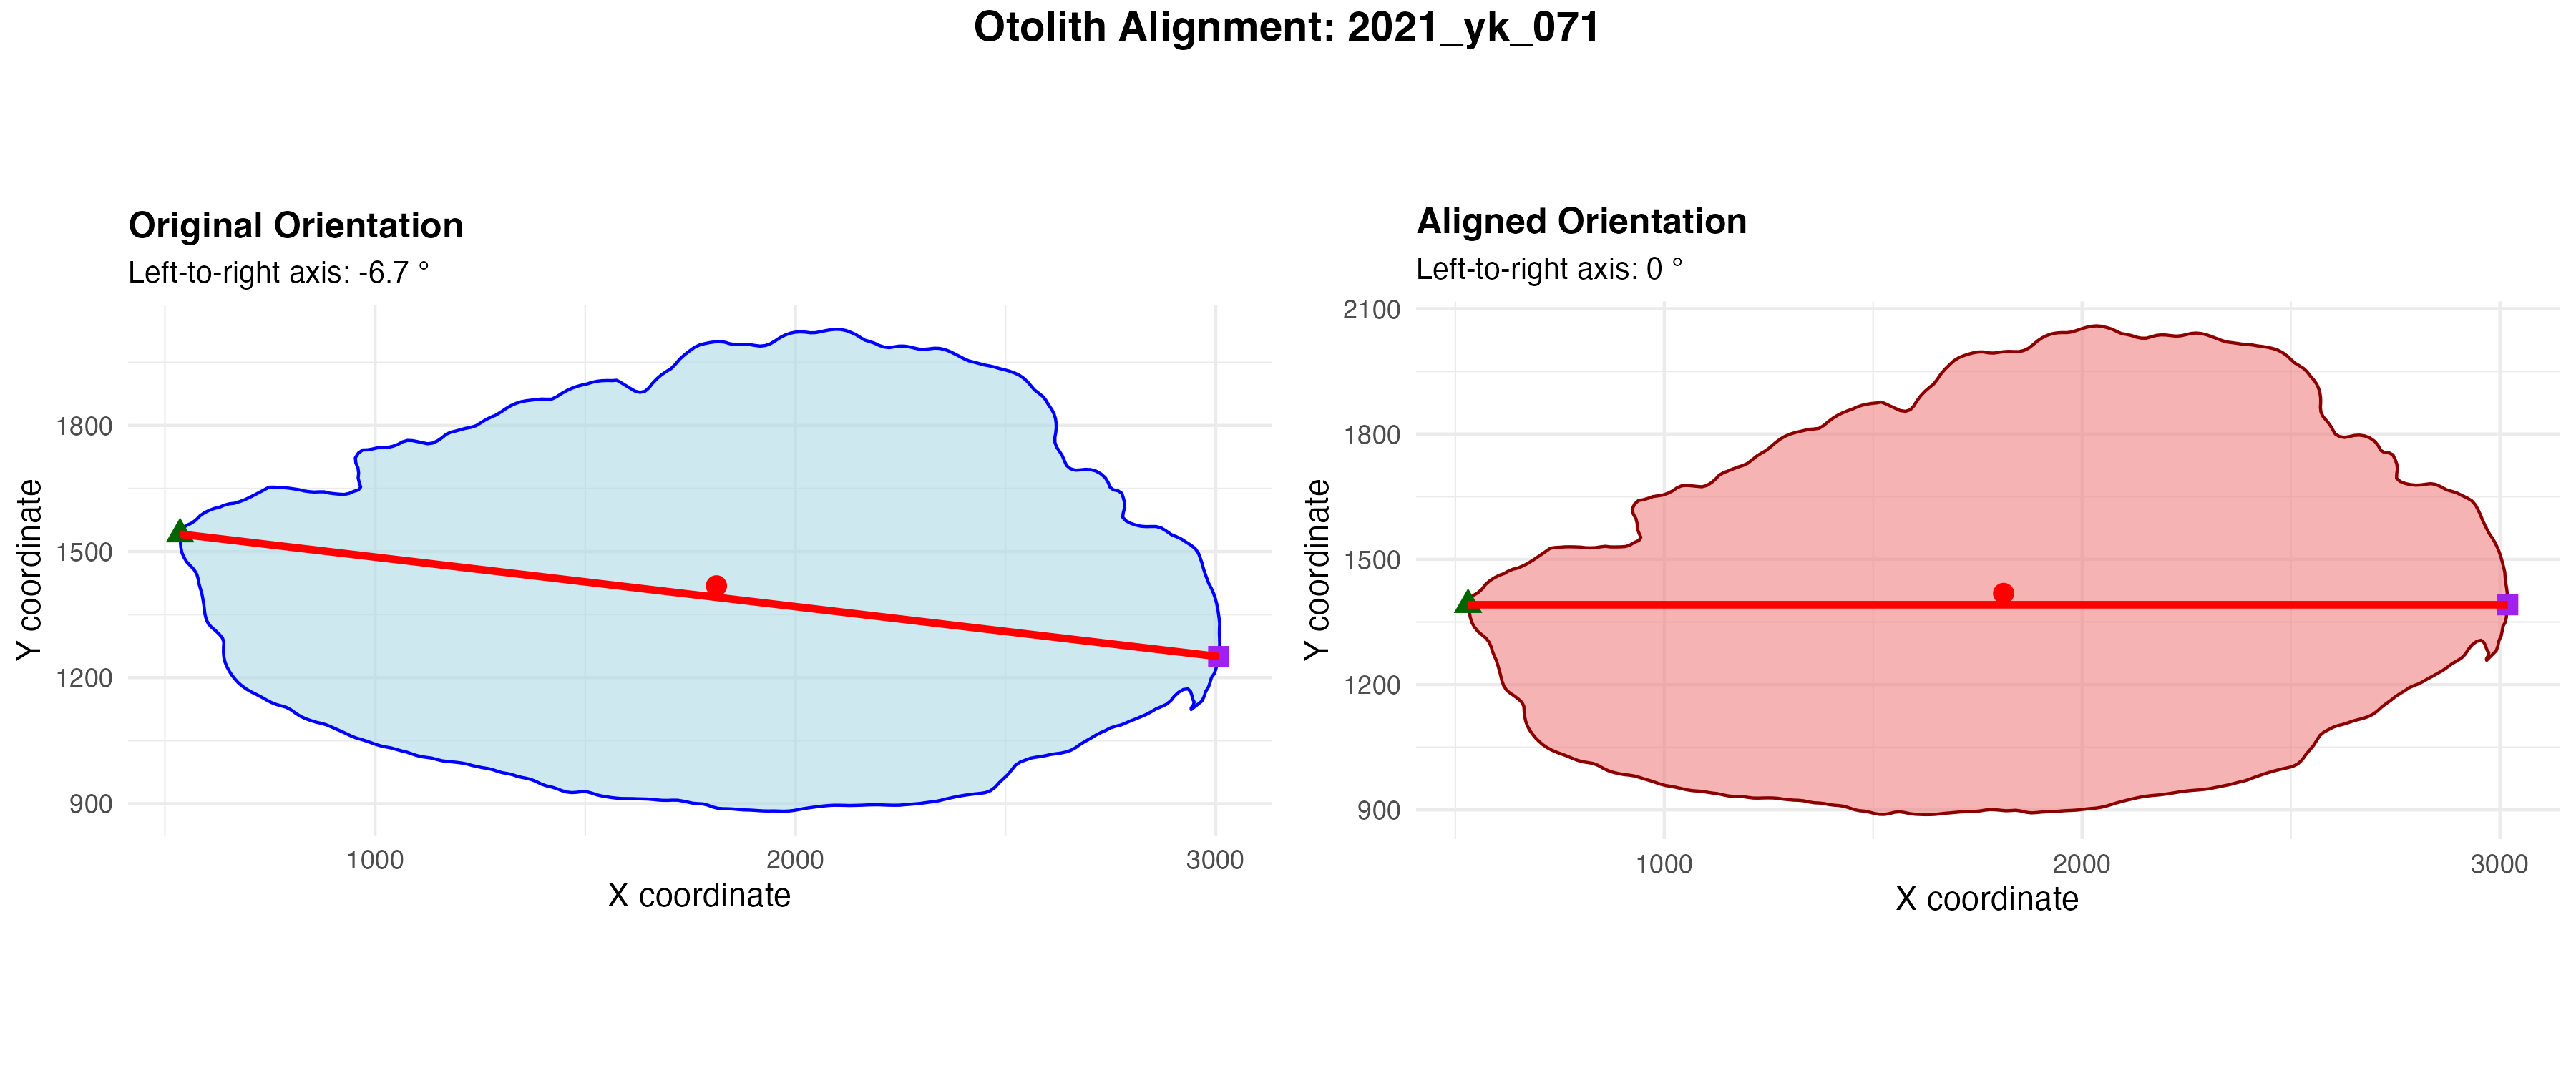 Otolith Alignment: 2021_yk_071
Original Orientation
Left-to-right axis: -6.7 °
Y coordinate
1800
1500
1200
900
1000
2000
3000
X coordinate
Aligned Orientation
Left-to-right axis: 0 °
Y coordinate
2100
1800
1500
1200
900
1000
2000
3000
X coordinate